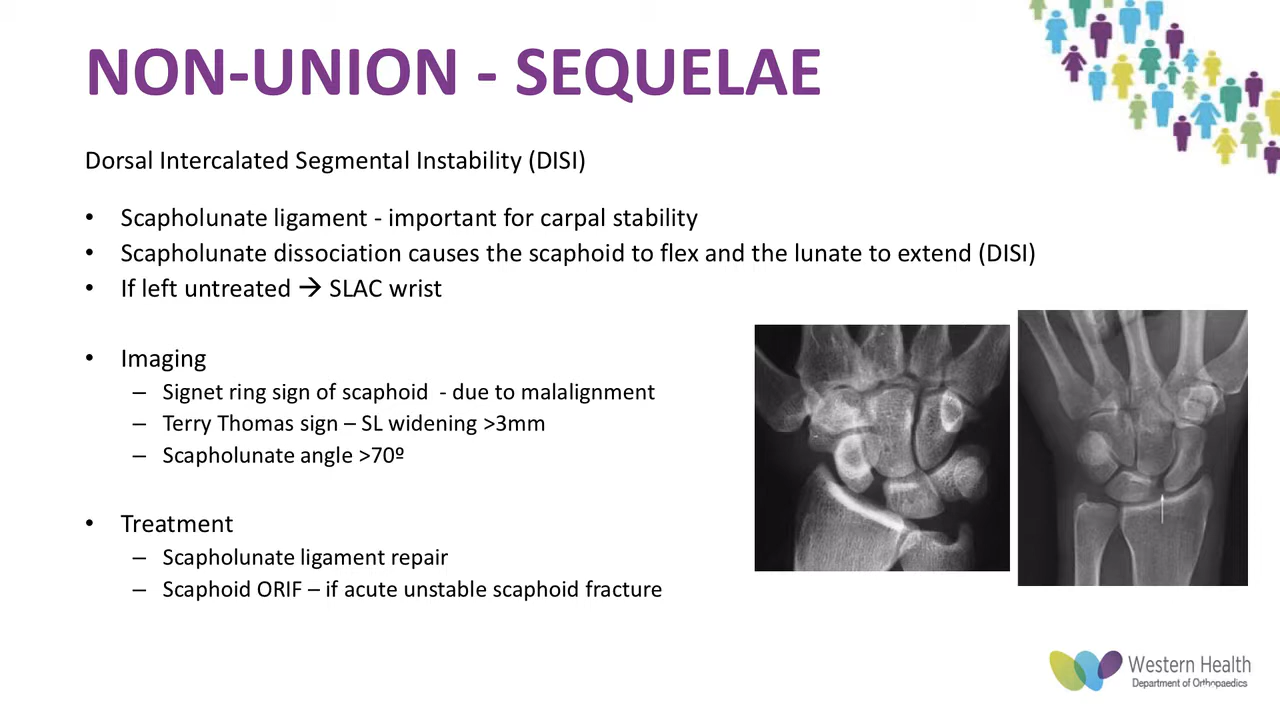 NON-UNION - SEQUELAE
Dorsal Intercalated Segmental Instability (DISI)
• Scapholunate ligament - important for carpal stability
• Scapholunate dissociation causes the scaphoid to flex and the lunate to extend (DISI)
• If left untreated → SLAC wrist
• Imaging
– Signet ring sign of scaphoid - due to malalignment
– Terry Thomas sign – SL widening >3mm
– Scapholunate angle >70º
• Treatment
– Scapholunate ligament repair
– Scaphoid ORIF – if acute unstable scaphoid fracture
Western Health
Department of Orthopaedics